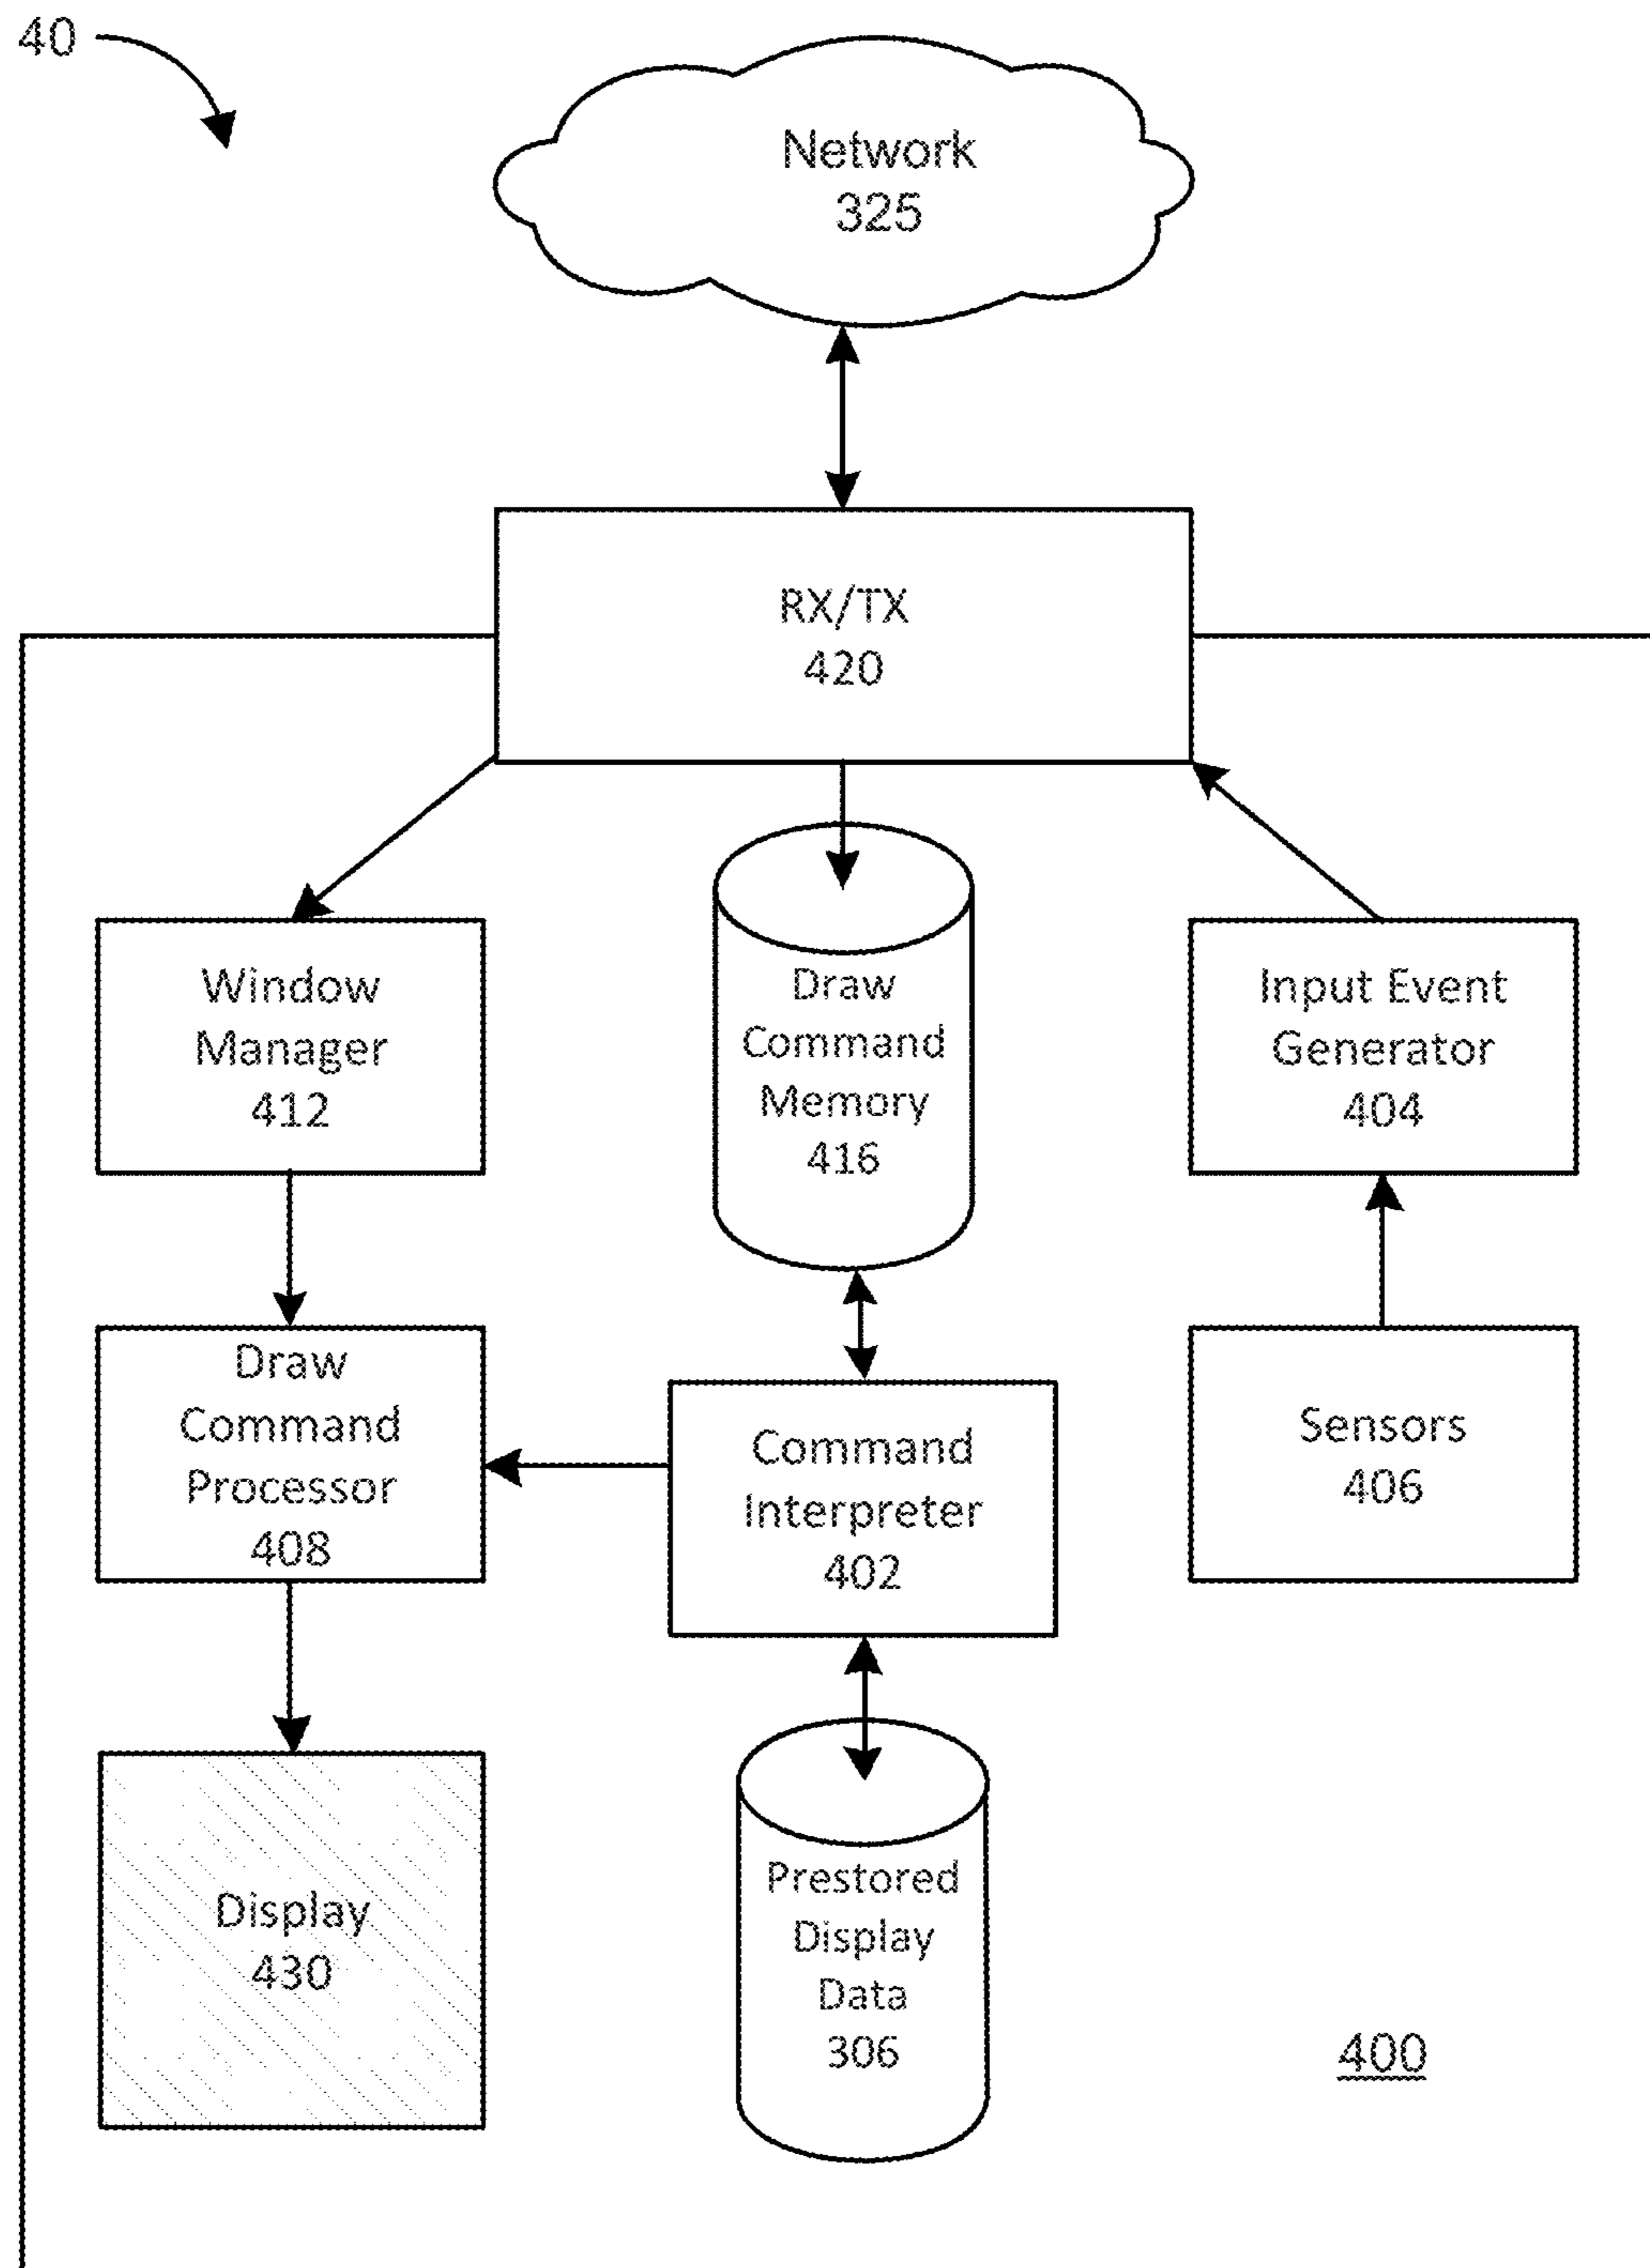 40
Network
325
RX/TX
420
Window
Manager
412
Draw
Command
Memory
416
Input Event
Generator
404
Draw
Command
Processor
408
Command
Interpreter
402
Sensors
406
Display
430
Prestored
Display
Data
306
400